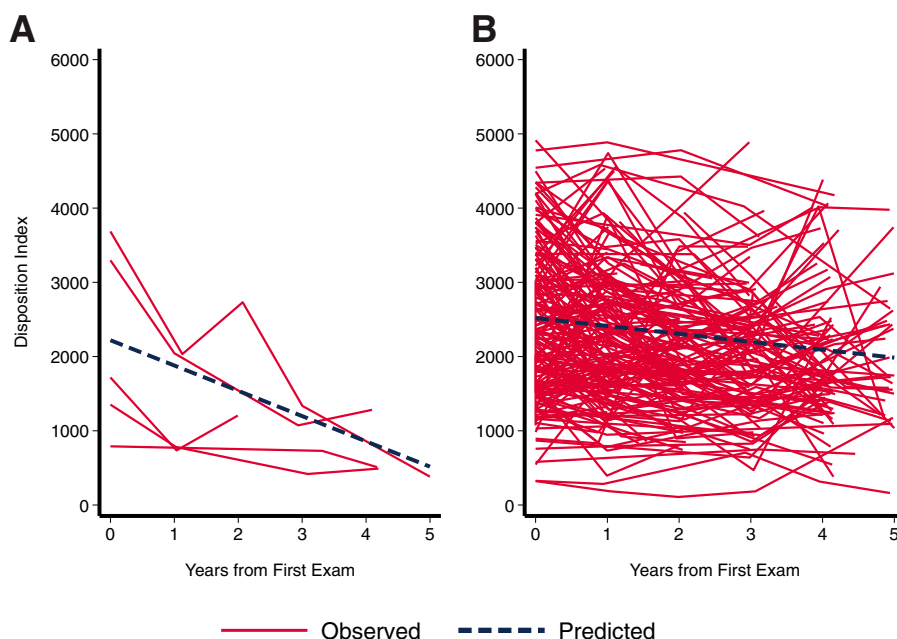 A
B
6000
5000
4000
3000
2000
1000
0
Disposition Index
0 1 2 3 4 5
Years from First Exam
6000
5000
4000
3000
2000
1000
0
0 1 2 3 4 5
Years from First Exam
Observed Predicted